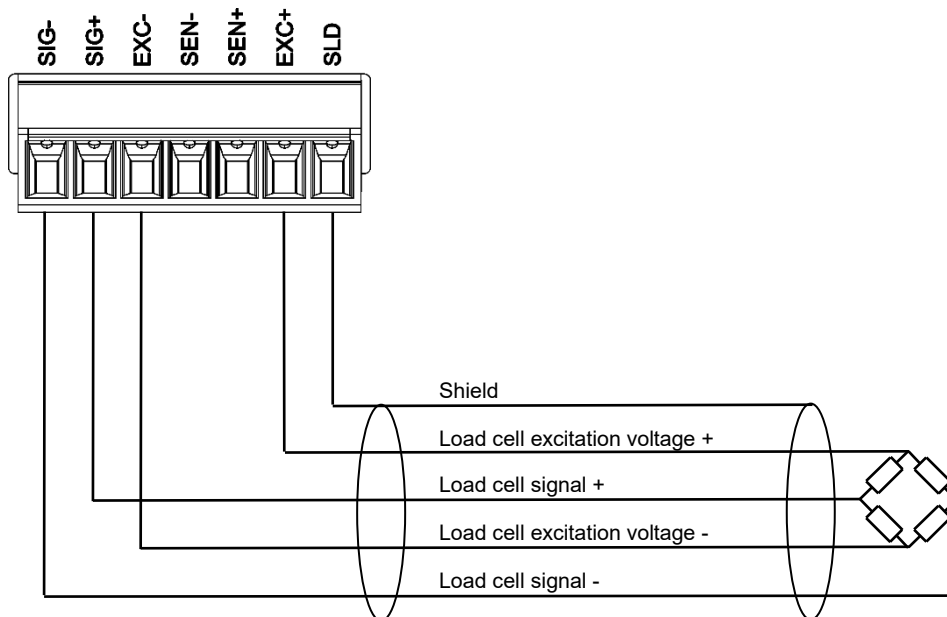 SIG-
SIG+
EXC-
SEN-
SEN+
EXC+
SLD
Shield
Load cell excitation voltage +
Load cell signal +
Load cell excitation voltage -
Load cell signal -